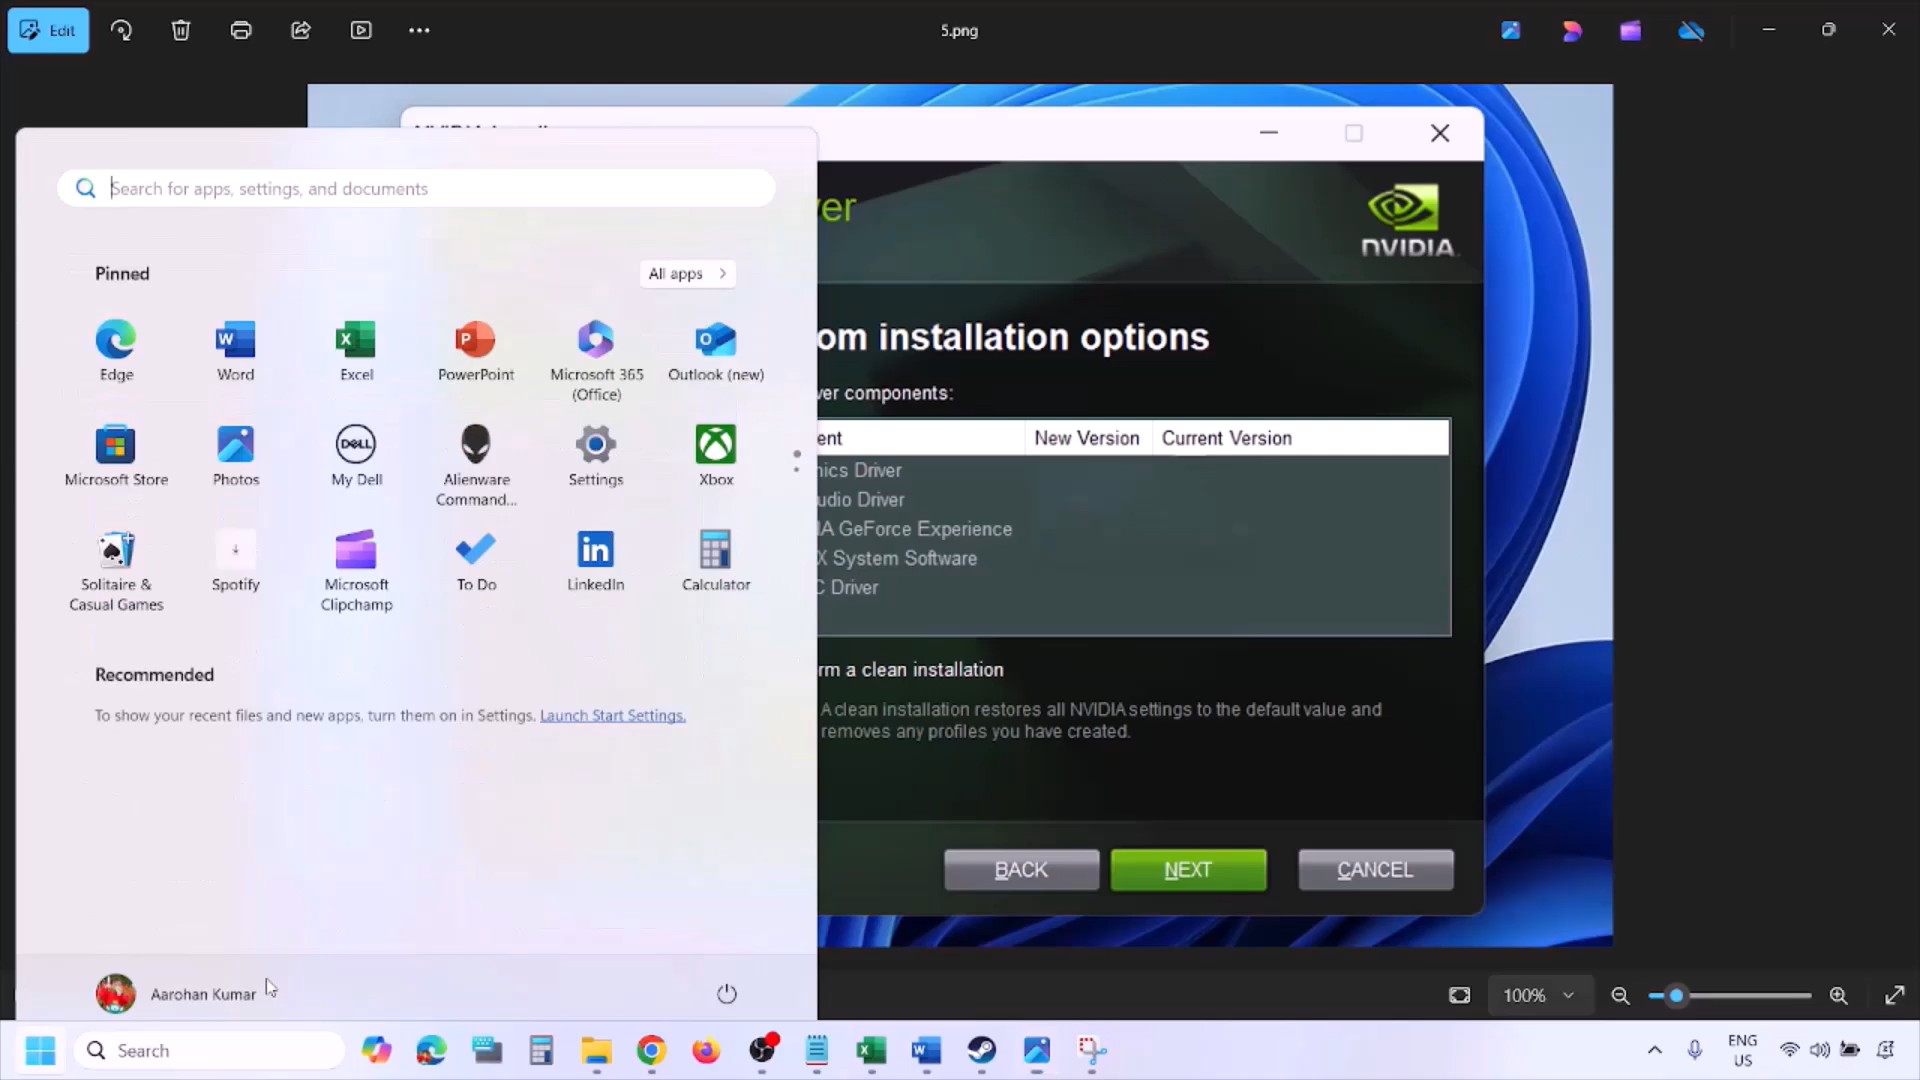 Edit
5.png
Search for apps, settings, and documents
Pinned
All apps
Edge
Word
Excel
PowerPoint
Microsoft 365
(Office)
Outlook (new)
Microsoft Store
Photos
DELL
My Dell
Alienware
Command...
Settings
Xbox
Solitaire &
Casual Games
Spotify
Microsoft
Clipchamp
To Do
LinkedIn
Calculator
Recommended
To show your recent files and new apps, turn them on in Settings. Launch Start Settings.
Aarohan Kumar
ver
NVIDIA
om installation options
ver components:
ent
New Version
Current Version
nics Driver
udio Driver
IA GeForce Experience
X System Software
C Driver
rm a clean installation
A clean installation restores all NVIDIA settings to the default value and
removes any profiles you have created.
BACK
NEXT
CANCEL
100%
Search
ENG
US